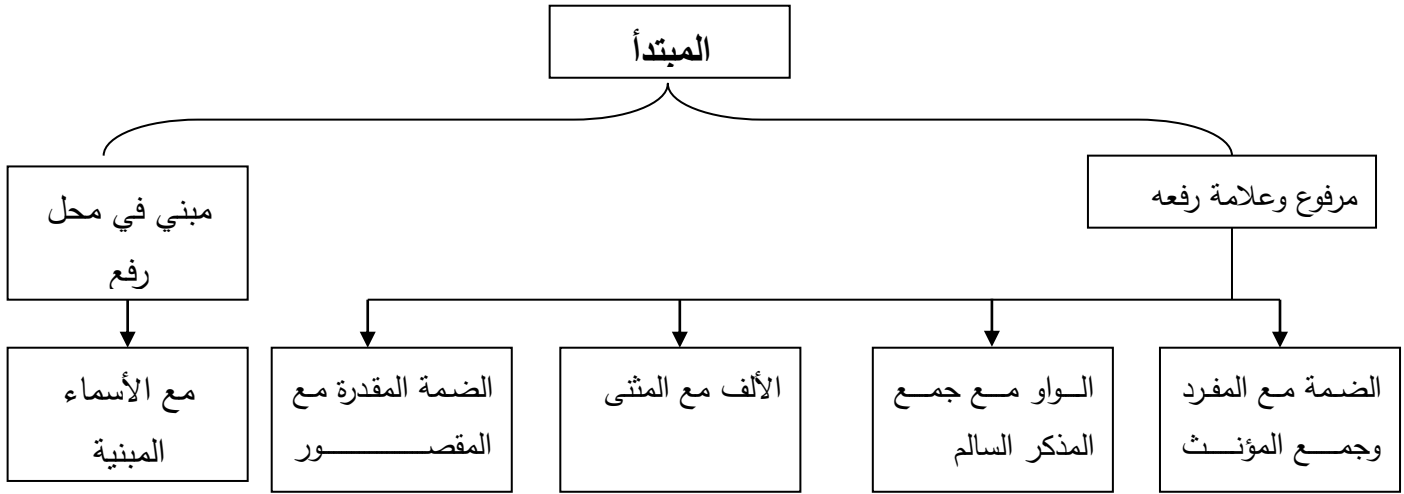 المبتدأ
مرفوع وعلامة رفعه
مبني في محل
رفع
الضمة مع المفرد
وجمع المؤنث
الواو مع جمع
المذكر السالم
الألف مع المثنى
الضمة المقدرة مع
المقصور
مع الأسماء
المبنية